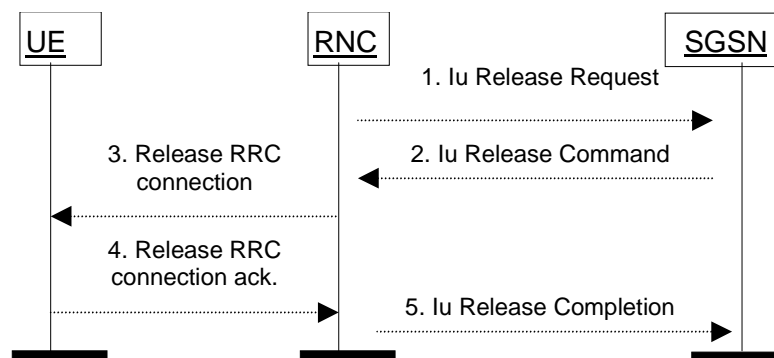 UE
RNC
SGSN
1. Iu Release Request
2. Iu Release Command
3. Release RRC
connection
4. Release RRC
connection ack.
5. Iu Release Completion